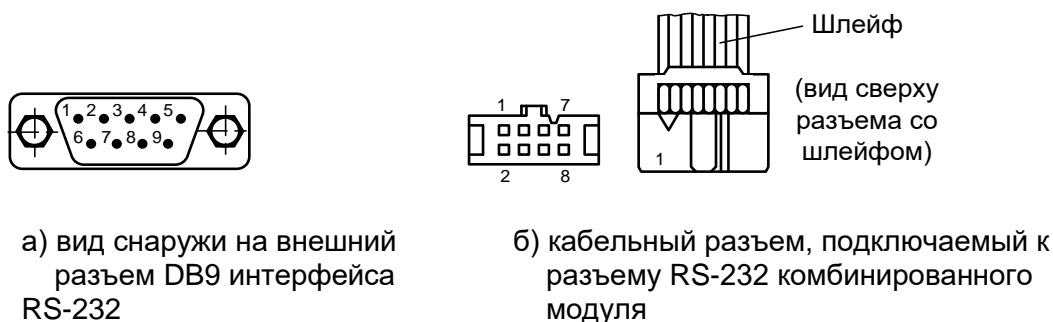 Шлейф
(вид сверху
разъема со
шлейфом)
1 2 3 4 5
6 7 8 9
1 7
2 8
1
а) вид снаружи на внешний
разъем DB9 интерфейса
RS-232
б) кабельный разъем, подключаемый к
разъему RS-232 комбинированного
модуля